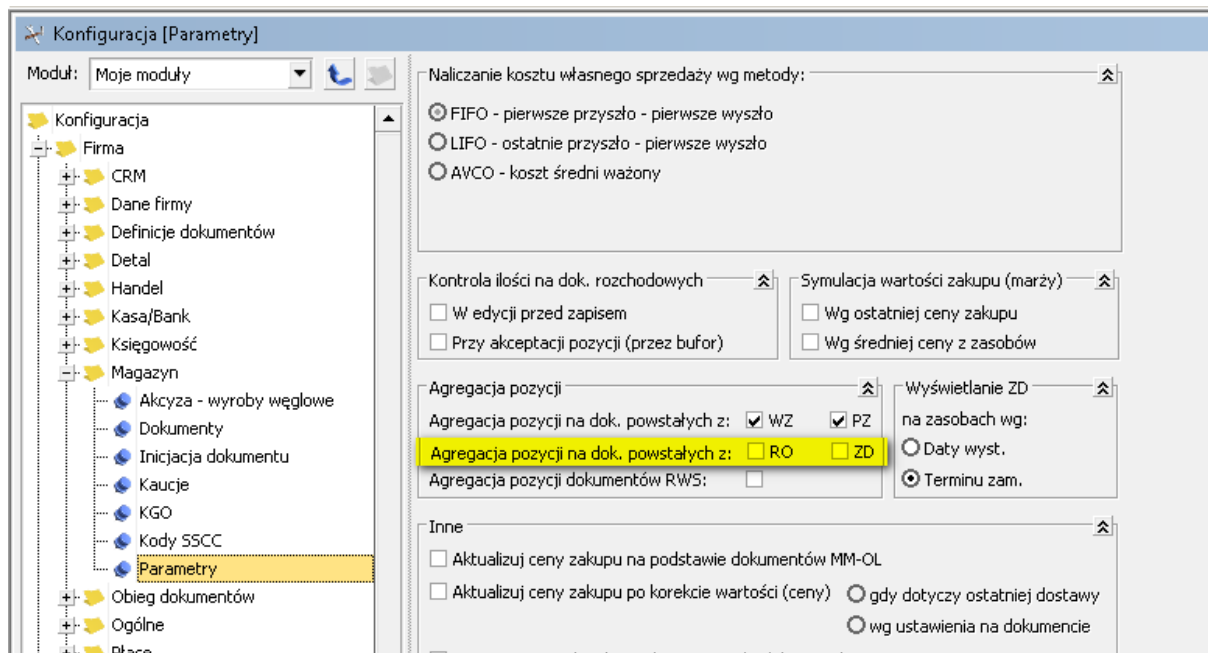 Konfiguracja [Parametry]
Moduł: Moje moduły
Konfiguracja
Firma
CRM
Dane firmy
Definicje dokumentów
Detal
Handel
Kasa/Bank
Księgowość
Magazyn
Akcyza - wyroby węglowe
Dokumenty
Inicjacja dokumentu
Kaucje
KGO
Kody SSCC
Parametry
Obieg dokumentów
Ogólne
Płace
Naliczanie kosztu własnego sprzedaży wg metody:
FIFO - pierwsze przyszło - pierwsze wyszło
LIFO - ostatnie przyszło - pierwsze wyszło
AVCO - koszt średni ważony
Kontrola ilości na dok. rozchodowych
W edycji przed zapisem
Przy akceptacji pozycji (przez bufor)
Symulacja wartości zakupu (marży)
Wg ostatniej ceny zakupu
Wg średniej ceny z zasobów
Agregacja pozycji
Agregacja pozycji na dok. powstałych z: WZ PZ
Agregacja pozycji na dok. powstałych z: RO ZD
Agregacja pozycji dokumentów RWS:
Wyświetlanie ZD
na zasobach wg:
Daty wyst.
Terminu zam.
Inne
Aktualizuj ceny zakupu na podstawie dokumentów MM-OL
Aktualizuj ceny zakupu po korekcie wartości (ceny) gdy dotyczy ostatniej dostawy
wg ustawienia na dokumencie